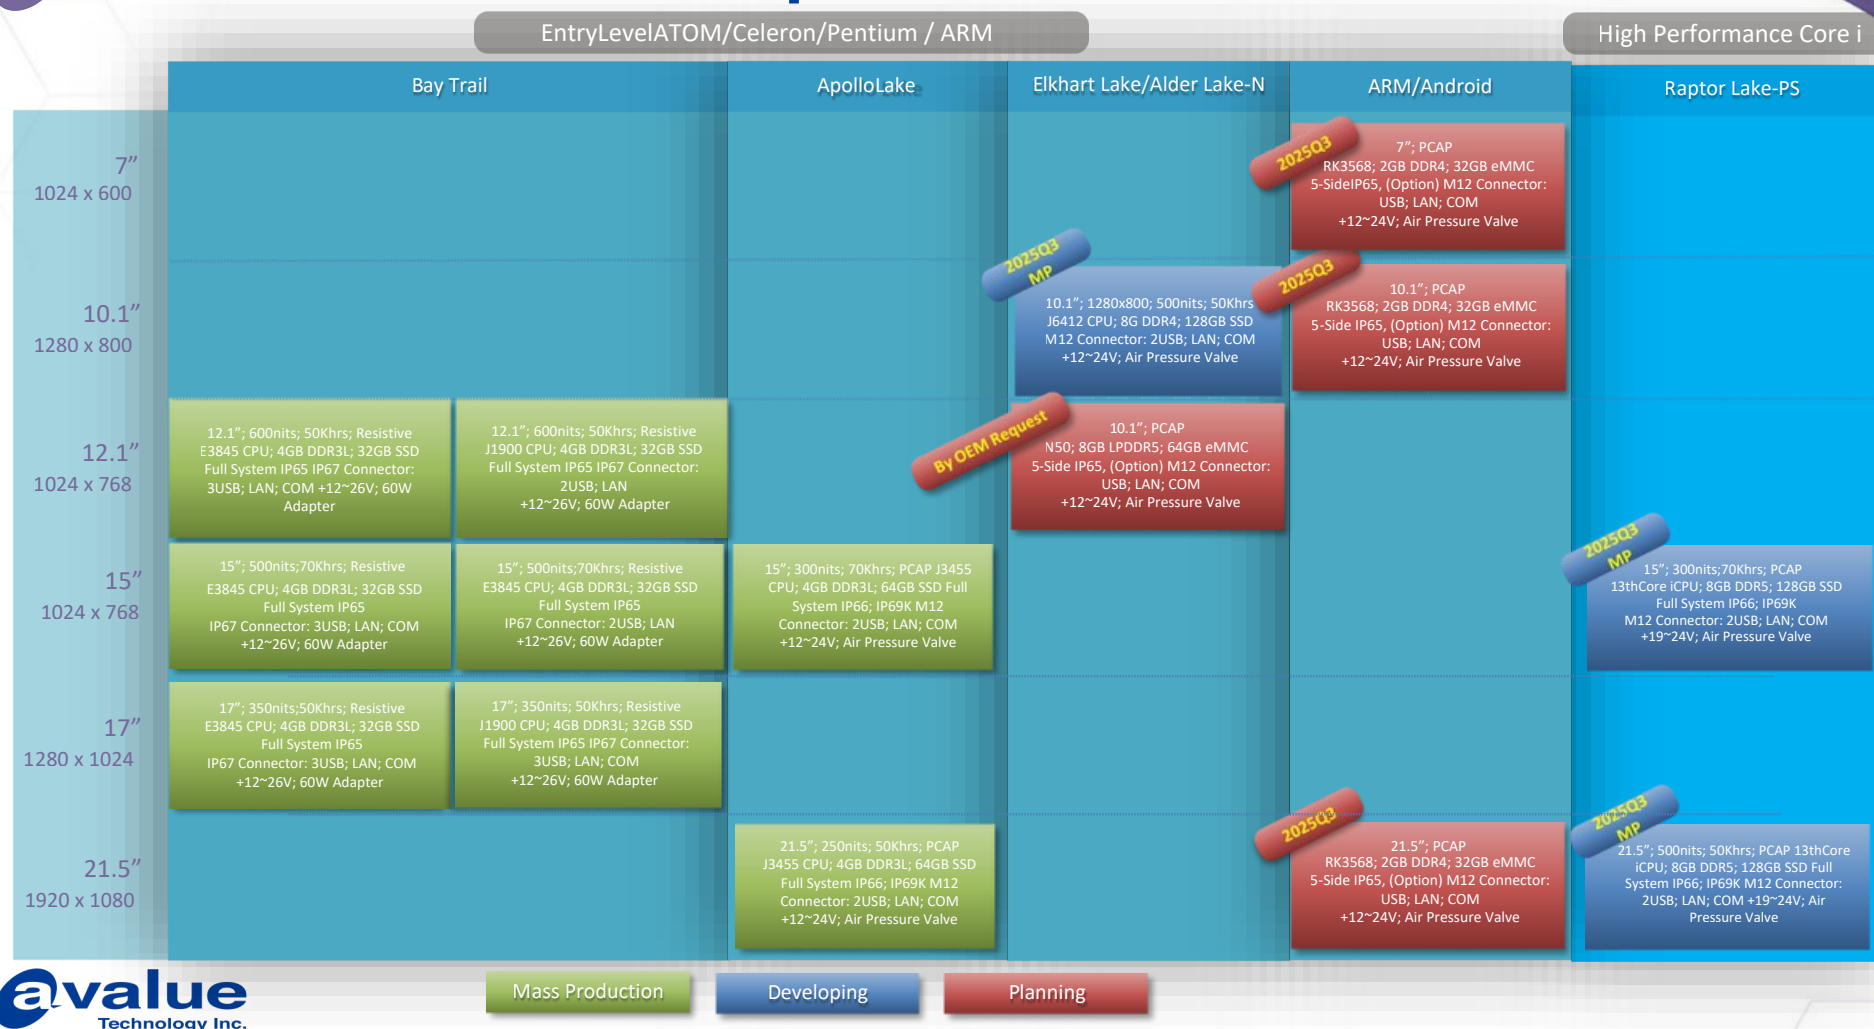 EntryLevelATOM/Celeron/Pentium / ARM
High Performance Core i
Bay Trail
ApolloLake
Elkhart Lake/Alder Lake-N
ARM/Android
Raptor Lake-PS
7”
1024 x 600
2025Q3
7”; PCAP
RK3568; 2GB DDR4; 32GB eMMC
5-SideIP65, (Option) M12 Connector:
USB; LAN; COM
+12~24V; Air Pressure Valve
10.1”
1280 x 800
2025Q3
MP
10.1”; 1280x800; 500nits; 50Khrs
J6412 CPU; 8G DDR4; 128GB SSD
M12 Connector: 2USB; LAN; COM
+12~24V; Air Pressure Valve
2025Q3
10.1”; PCAP
RK3568; 2GB DDR4; 32GB eMMC
5-Side IP65, (Option) M12 Connector:
USB; LAN; COM
+12~24V; Air Pressure Valve
12.1”
1024 x 768
12.1”; 600nits; 50Khrs; Resistive
E3845 CPU; 4GB DDR3L; 32GB SSD
Full System IP65 IP67 Connector:
3USB; LAN; COM +12~26V; 60W
Adapter
12.1”; 600nits; 50Khrs; Resistive
J1900 CPU; 4GB DDR3L; 32GB SSD
Full System IP65 IP67 Connector:
2USB; LAN
+12~26V; 60W Adapter
By OEM Request
10.1”; PCAP
N50; 8GB LPDDR5; 64GB eMMC
5-Side IP65, (Option) M12 Connector:
USB; LAN; COM
+12~24V; Air Pressure Valve
15”
1024 x 768
15”; 500nits;70Khrs; Resistive
E3845 CPU; 4GB DDR3L; 32GB SSD
Full System IP65
IP67 Connector: 3USB; LAN; COM
+12~26V; 60W Adapter
15”; 500nits;70Khrs; Resistive
E3845 CPU; 4GB DDR3L; 32GB SSD
Full System IP65
IP67 Connector: 2USB; LAN
+12~26V; 60W Adapter
15”; 300nits; 70Khrs; PCAP J3455
CPU; 4GB DDR3L; 64GB SSD Full
System IP66; IP69K M12
Connector: 2USB; LAN; COM
+12~24V; Air Pressure Valve
2025Q3
MP
15”; 300nits;70Khrs; PCAP
13thCore iCPU; 8GB DDR5; 128GB SSD
Full System IP66; IP69K
M12 Connector: 2USB; LAN; COM
+19~24V; Air Pressure Valve
17”
1280 x 1024
17”; 350nits;50Khrs; Resistive
E3845 CPU; 4GB DDR3L; 32GB SSD
Full System IP65
IP67 Connector: 3USB; LAN; COM
+12~26V; 60W Adapter
17”; 350nits; 50Khrs; Resistive
J1900 CPU; 4GB DDR3L; 32GB SSD
Full System IP65 IP67 Connector:
3USB; LAN; COM
+12~26V; 60W Adapter
21.5”
1920 x 1080
21.5”; 250nits; 50Khrs; PCAP
J3455 CPU; 4GB DDR3L; 64GB SSD
Full System IP66; IP69K M12
Connector: 2USB; LAN; COM
+12~24V; Air Pressure Valve
2025Q3
21.5”; PCAP
RK3568; 2GB DDR4; 32GB eMMC
5-Side IP65, (Option) M12 Connector:
USB; LAN; COM
+12~24V; Air Pressure Valve
2025Q3
MP
21.5”; 500nits; 50Khrs; PCAP 13thCore
iCPU; 8GB DDR5; 128GB SSD Full
System IP66; IP69K M12 Connector:
2USB; LAN; COM +19~24V; Air
Pressure Valve
avalue
Technology Inc.
Mass Production
Developing
Planning